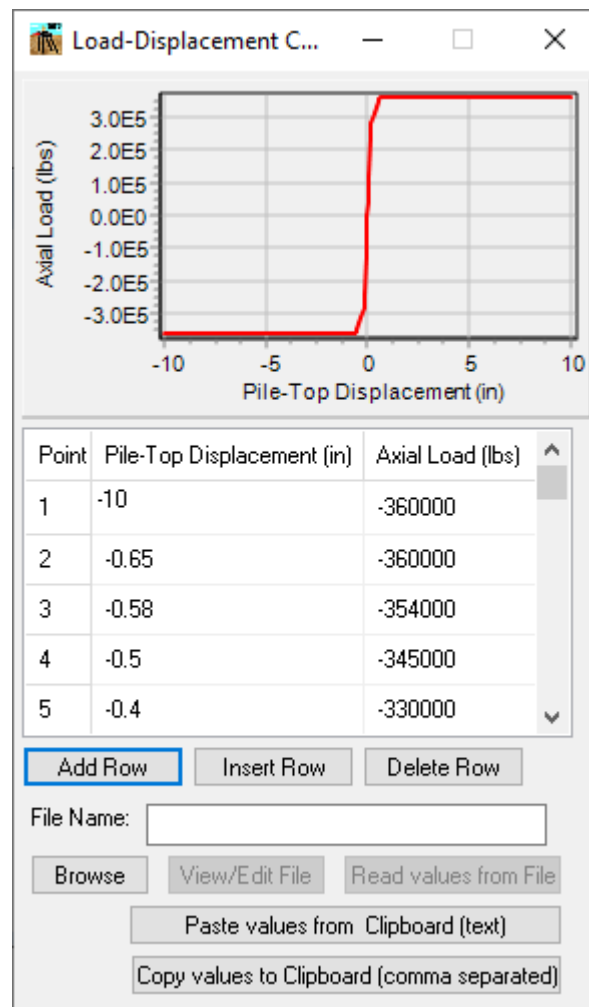 Load-Displacement C...
3.0E5
2.0E5
1.0E5
0.0E0
-1.0E5
-2.0E5
-3.0E5
Axial Load (lbs)
-10 -5 0 5 10
Pile-Top Displacement (in)
Point Pile-Top Displacement (in) Axial Load (lbs)
1 -10 -360000
2 -0.65 -360000
3 -0.58 -354000
4 -0.5 -345000
5 -0.4 -330000
Add Row Insert Row Delete Row
File Name:
Browse View/Edit File Read values from File
Paste values from Clipboard (text)
Copy values to Clipboard (comma separated)